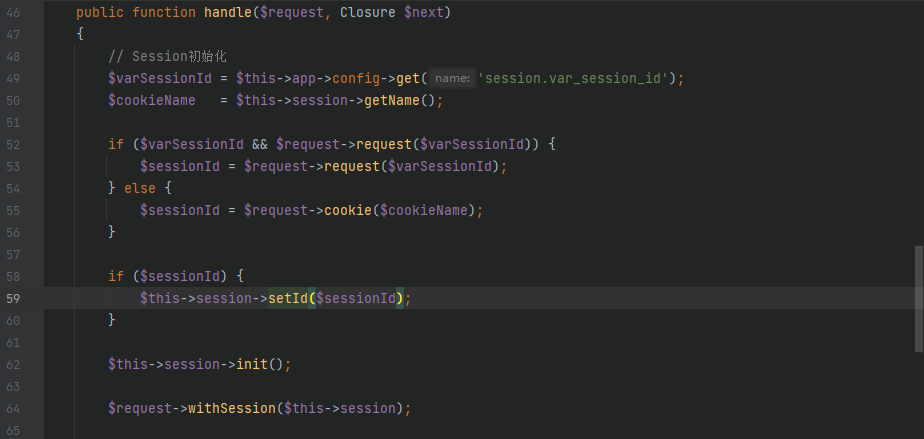 46 public function handle($request, Closure $next)
47 {
48 // Session初始化
49 $varSessionId = $this->app->config->get( name: 'session.var_session_id');
50 $cookieName   = $this->session->getName();
51
52 if ($varSessionId && $request->request($varSessionId)) {
53 $sessionId = $request->request($varSessionId);
54 } else {
55 $sessionId = $request->cookie($cookieName);
56 }
57
58 if ($sessionId) {
59 $this->session->setId($sessionId);
60 }
61
62 $this->session->init();
63
64 $request->withSession($this->session);
65